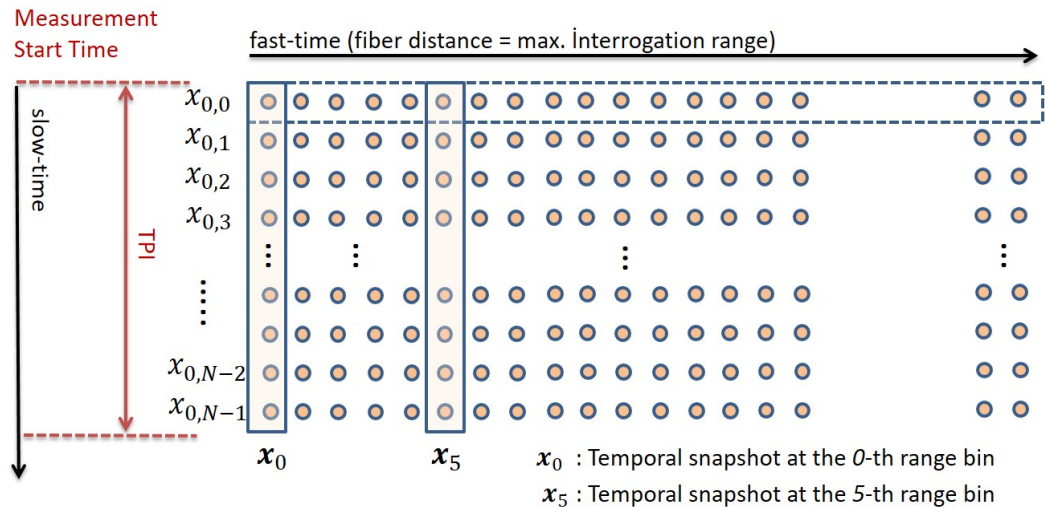 Measurement
Start Time
fast-time (fiber distance = max. İnterrogation range)
slow-time
TPI
x0,0
x0,1
x0,2
x0,3
...
...
...
...
.....
x0,N−2
x0,N−1
x0
x5
x0 : Temporal snapshot at the 0-th range bin
x5 : Temporal snapshot at the 5-th range bin